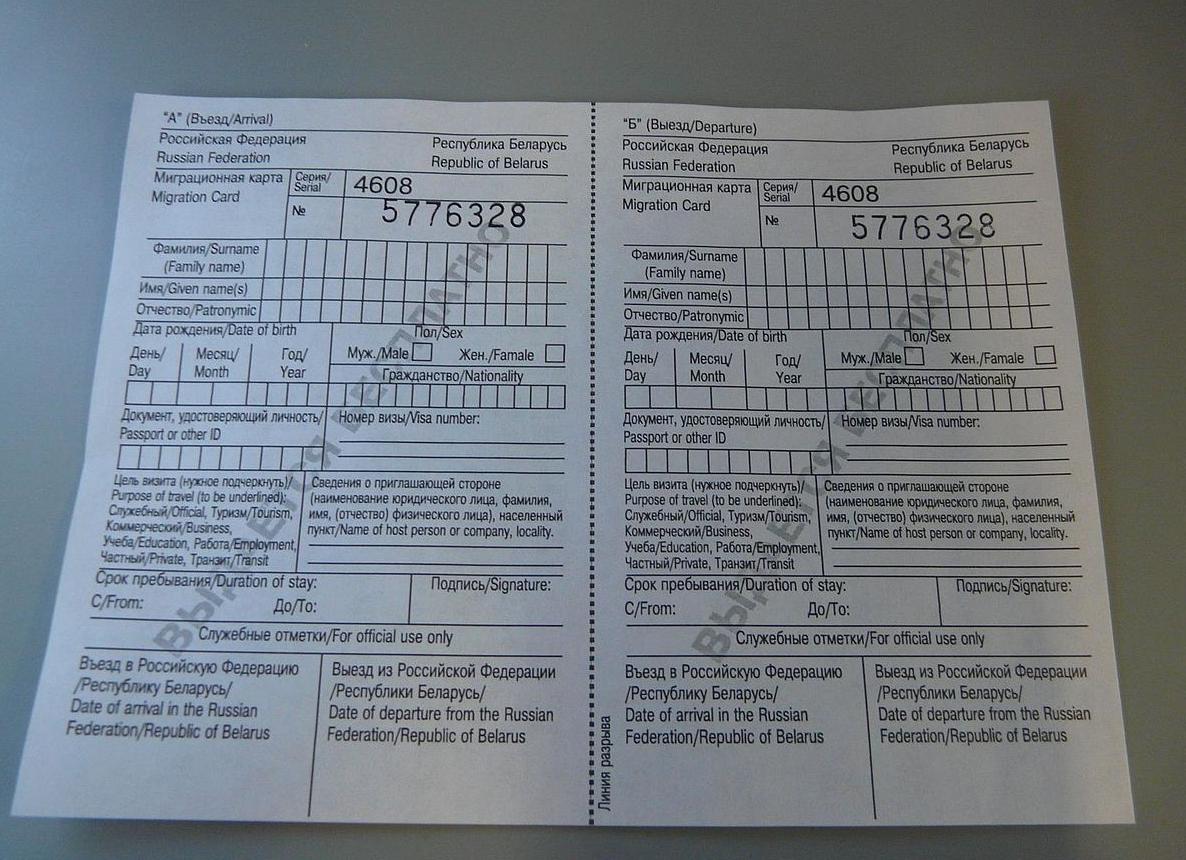 "А" (Въезд/Arrival)
Российская Федерация Республика Беларусь
Russian Federation Republic of Belarus
Миграционная карта Серия/ 4608
Migration Card Serial
№ 5776328
Фамилия/Surname
(Family name)
Имя/Given name(s)
Отчество/Patronymic
Дата рождения/Date of birth Пол/Sex
День/ Месяц/ Год/ Муж./Male Жен./Famale
Day Month Year Гражданство/Nationality
Документ, удостоверяющий личность/ Номер визы/Visa number:
Passport or other ID
Цель визита (нужное подчеркнуть)/ Сведения о приглашающей стороне
Purpose of travel (to be underlined): (наименование юридического лица, фамилия,
Служебный/Official, Туризм/Tourism, имя, (отчество) физического лица), населенный
Коммерческий/Business, пункт/Name of host person or company, locality.
Учеба/Education, Работа/Employment,
Частный/Private, Транзит/Transit
Срок пребывания/Duration of stay: Подпись/Signature:
С/From: До/To:
Служебные отметки/For official use only
Въезд в Российскую Федерацию Выезд из Российской Федерации
/Республику Беларусь/ /Республики Беларусь/
Date of arrival in the Russian Date of departure from the Russian
Federation/Republic of Belarus Federation/Republic of Belarus
Линия разрыва
"Б" (Выезд/Departure)
Российская Федерация Республика Беларусь
Russian Federation Republic of Belarus
Миграционная карта Серия/ 4608
Migration Card Serial
№ 5776328
Фамилия/Surname
(Family name)
Имя/Given name(s)
Отчество/Patronymic
Дата рождения/Date of birth Пол/Sex
День/ Месяц/ Год/ Муж./Male Жен./Famale
Day Month Year Гражданство/Nationality
Документ, удостоверяющий личность/ Номер визы/Visa number:
Passport or other ID
Цель визита (нужное подчеркнуть)/ Сведения о приглашающей стороне
Purpose of travel (to be underlined): (наименование юридического лица, фамилия,
Служебный/Official, Туризм/Tourism, имя, (отчество) физического лица), населенный
Коммерческий/Business, пункт/Name of host person or company, locality.
Учеба/Education, Работа/Employment,
Частный/Private, Транзит/Transit
Срок пребывания/Duration of stay: Подпись/Signature:
С/From: До/To:
Служебные отметки/For official use only
Въезд в Российскую Федерацию Выезд из Российской Федерации
/Республику Беларусь/ /Республики Беларусь/
Date of arrival in the Russian Date of departure from the Russian
Federation/Republic of Belarus Federation/Republic of Belarus